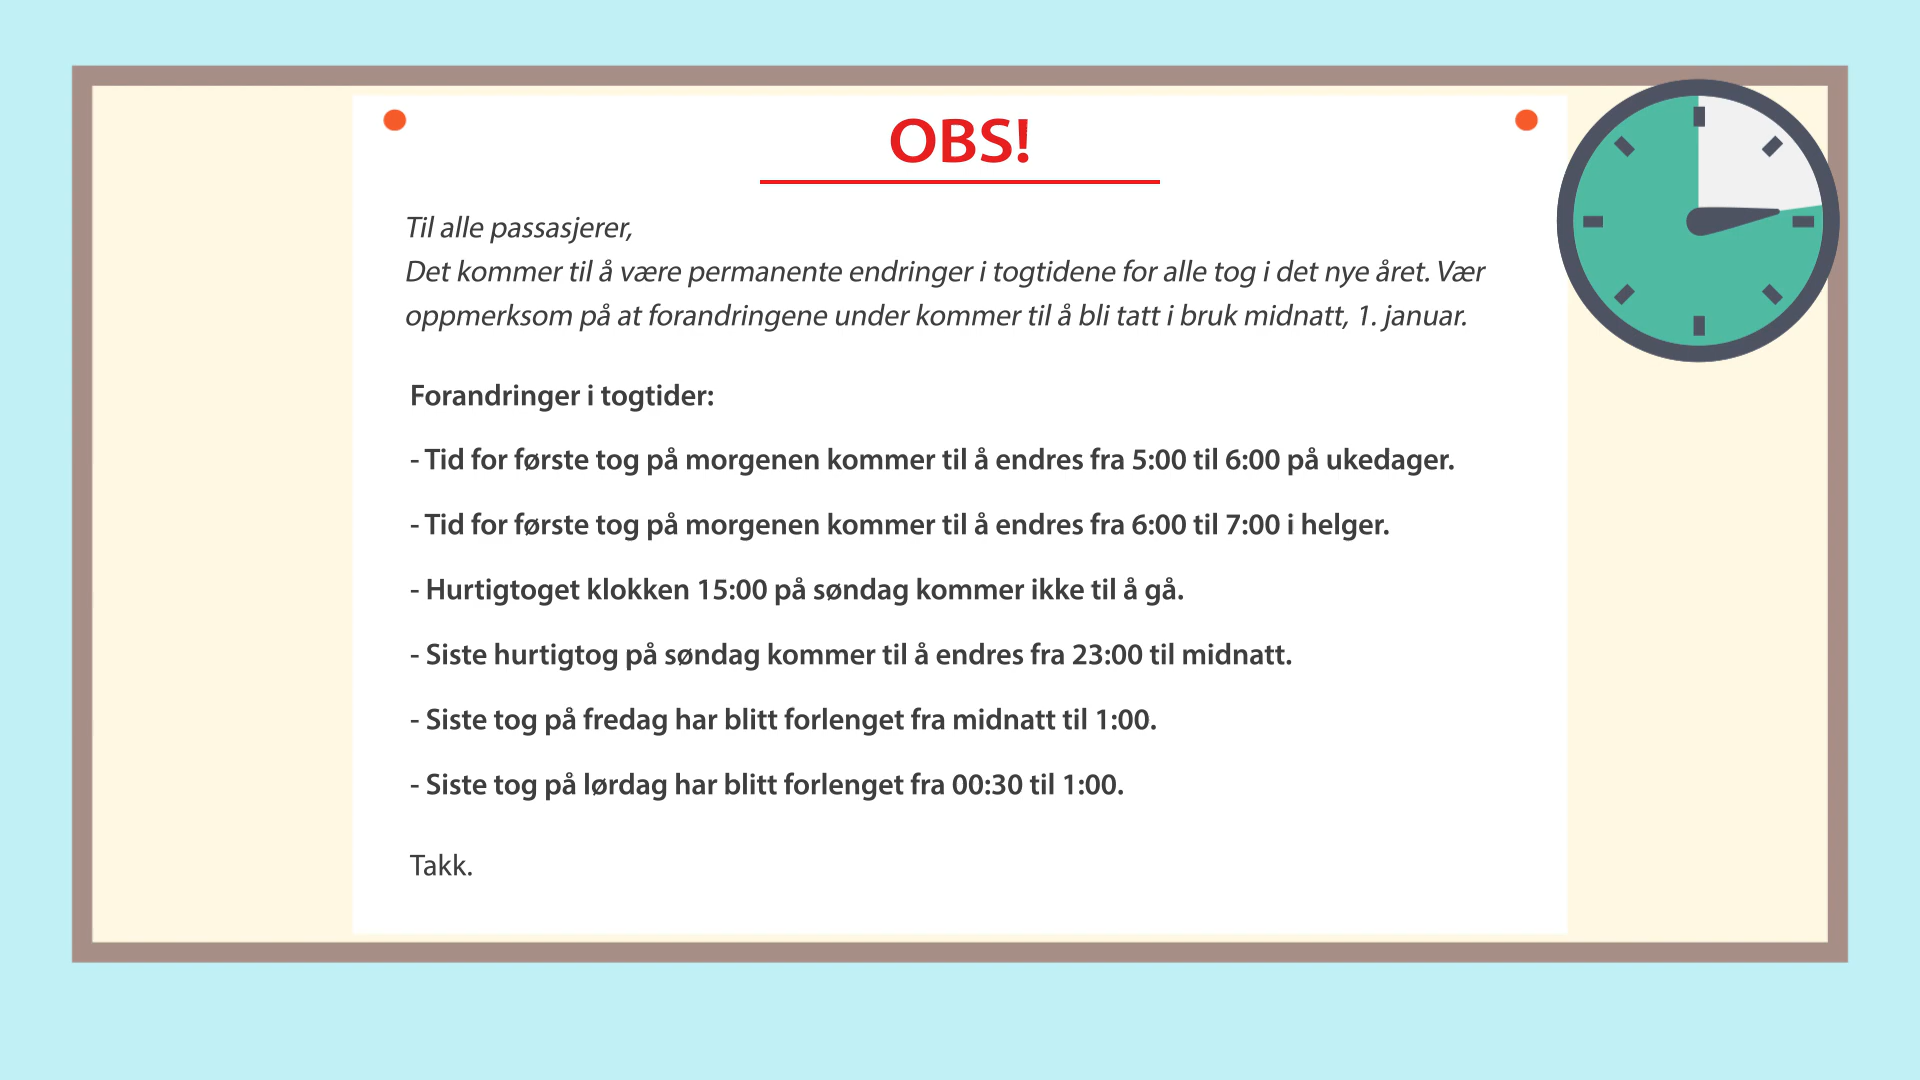 OBS!
Til alle passasjerer,
Det kommer til å være permanente endringer i togtidene for alle tog i det nye året. Vær
oppmerksom på at forandringene under kommer til å bli tatt i bruk midnatt, 1. januar.
Forandringer i togtider:
- Tid for første tog på morgenen kommer til å endres fra 5:00 til 6:00 på ukedager.
- Tid for første tog på morgenen kommer til å endres fra 6:00 til 7:00 i helger.
- Hurtigtoget klokken 15:00 på søndag kommer ikke til å gå.
- Siste hurtigtog på søndag kommer til å endres fra 23:00 til midnatt.
- Siste tog på fredag har blitt forlenget fra midnatt til 1:00.
- Siste tog på lørdag har blitt forlenget fra 00:30 til 1:00.
Takk.